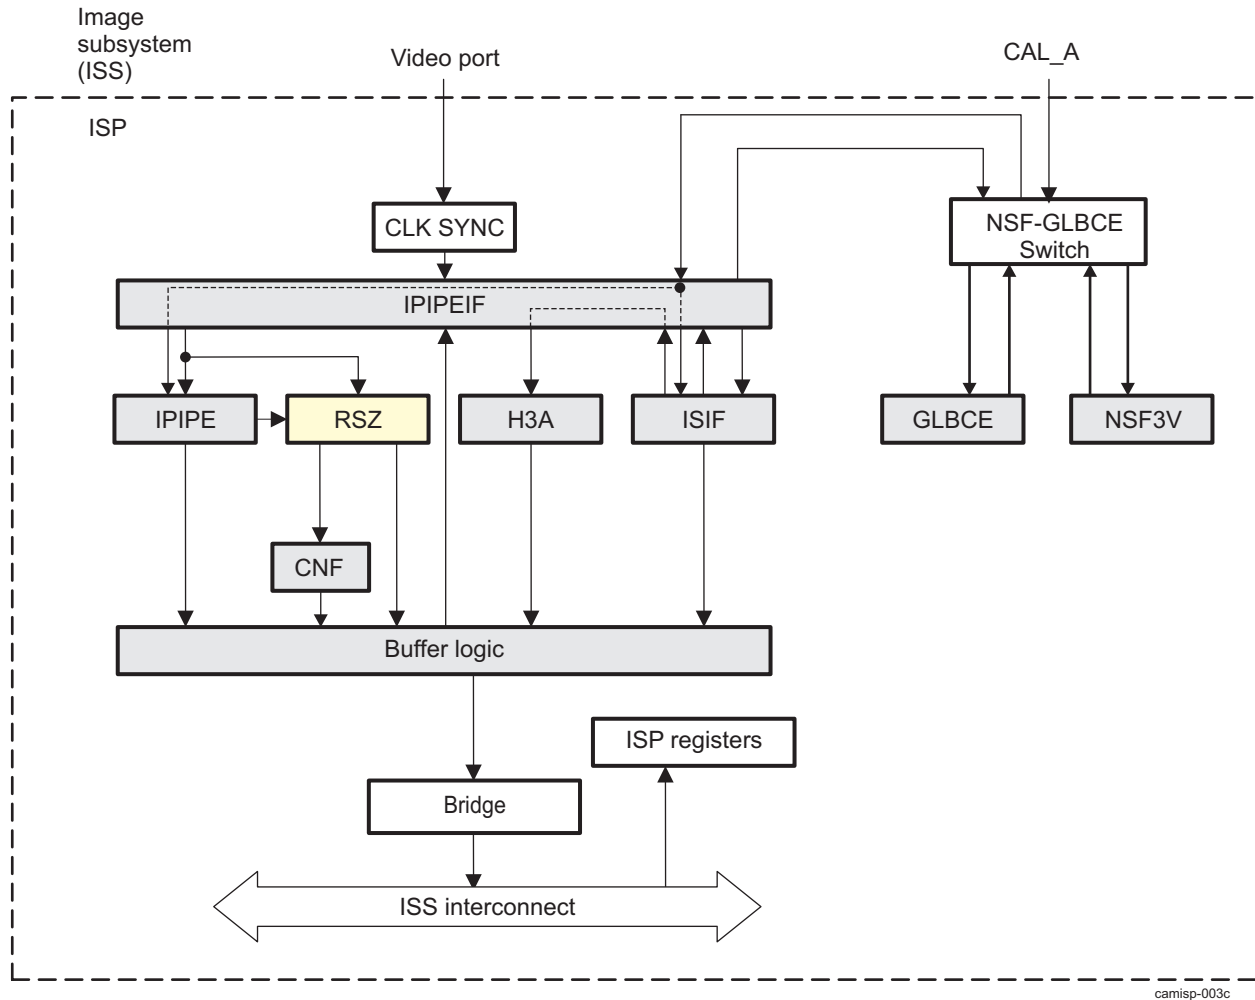 Image
subsystem
(ISS)
Video port
CAL_A
ISP
CLK SYNC
NSF-GLBCE
Switch
IPIPEIF
IPIPE
RSZ
H3A
ISIF
GLBCE
NSF3V
CNF
Buffer logic
ISP registers
Bridge
ISS interconnect
camisp-003c